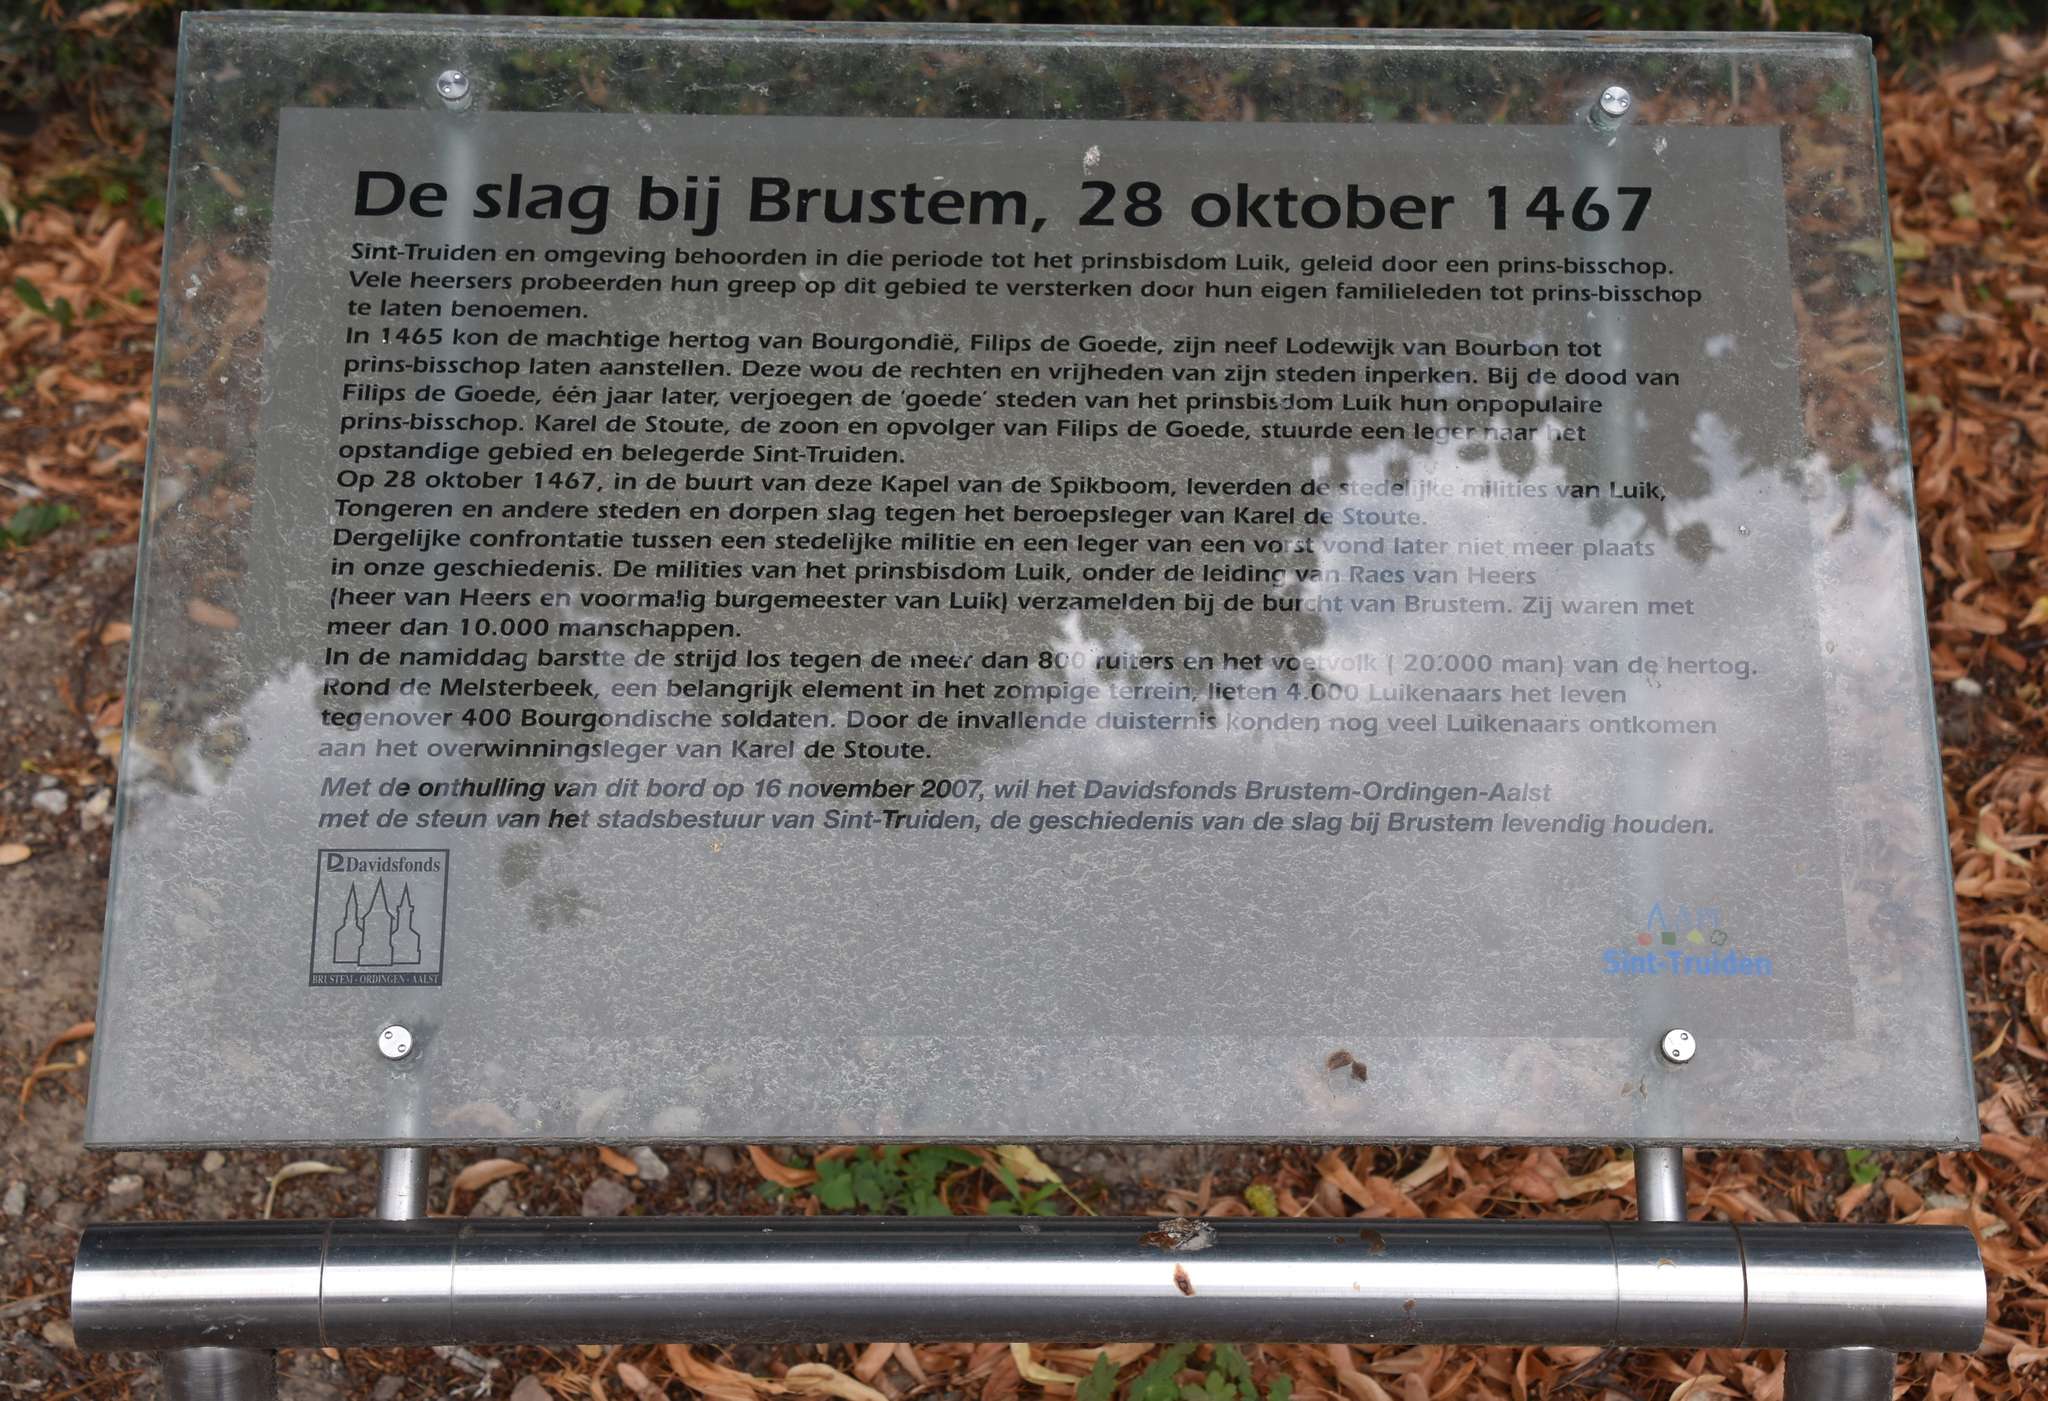 De slag bij Brustem, 28 oktober 1467
Sint-Truiden en omgeving behoorden in die periode tot het prinsbisdom Luik, geleid door een prins-bisschop.
Vele heersers probeerden hun greep op dit gebied te versterken door hun eigen familieleden tot prins-bisschop
te laten benoemen.
In 1465 kon de machtige hertog van Bourgondië, Filips de Goede, zijn neef Lodewijk van Bourbon tot
prins-bisschop laten aanstellen. Deze wou de rechten en vrijheden van zijn steden inperken. Bij de dood van
Filips de Goede, één jaar later, verjoegen de 'goede' steden van het prinsbisdom Luik hun onpopulaire
prins-bisschop. Karel de Stoute, de zoon en opvolger van Filips de Goede, stuurde een leger naar het
opstandige gebied en belegerde Sint-Truiden.
Op 28 oktober 1467, in de buurt van deze Kapel van de Spikboom, leverden de stedelijke milities van Luik,
Tongeren en andere steden en dorpen slag tegen het beroepsleger van Karel de Stoute.
Dergelijke confrontatie tussen een stedelijke militie en een leger van een vorst vond later niet meer plaats
in onze geschiedenis. De milities van het prinsbisdom Luik, onder de leiding van Raes van Heers
(heer van Heers en voormalig burgemeester van Luik) verzamelden bij de burcht van Brustem. Zij waren met
meer dan 10.000 manschappen.
In de namiddag barstte de strijd los tegen de meer dan 800 ruiters en het voetvolk ( 20.000 man) van de hertog.
Rond de Melsterbeek, een belangrijk element in het zompige terrein, lieten 4.000 Luikenaars het leven
tegenover 400 Bourgondische soldaten. Door de invallende duisternis konden nog veel Luikenaars ontkomen
aan het overwinningsleger van Karel de Stoute.
Met de onthulling van dit bord op 16 november 2007, wil het Davidsfonds Brustem-Ordingen-Aalst
met de steun van het stadsbestuur van Sint-Truiden, de geschiedenis van de slag bij Brustem levendig houden.
Davidsfonds
BRUSTEM - ORDINGEN - AALST
Sint-Truiden